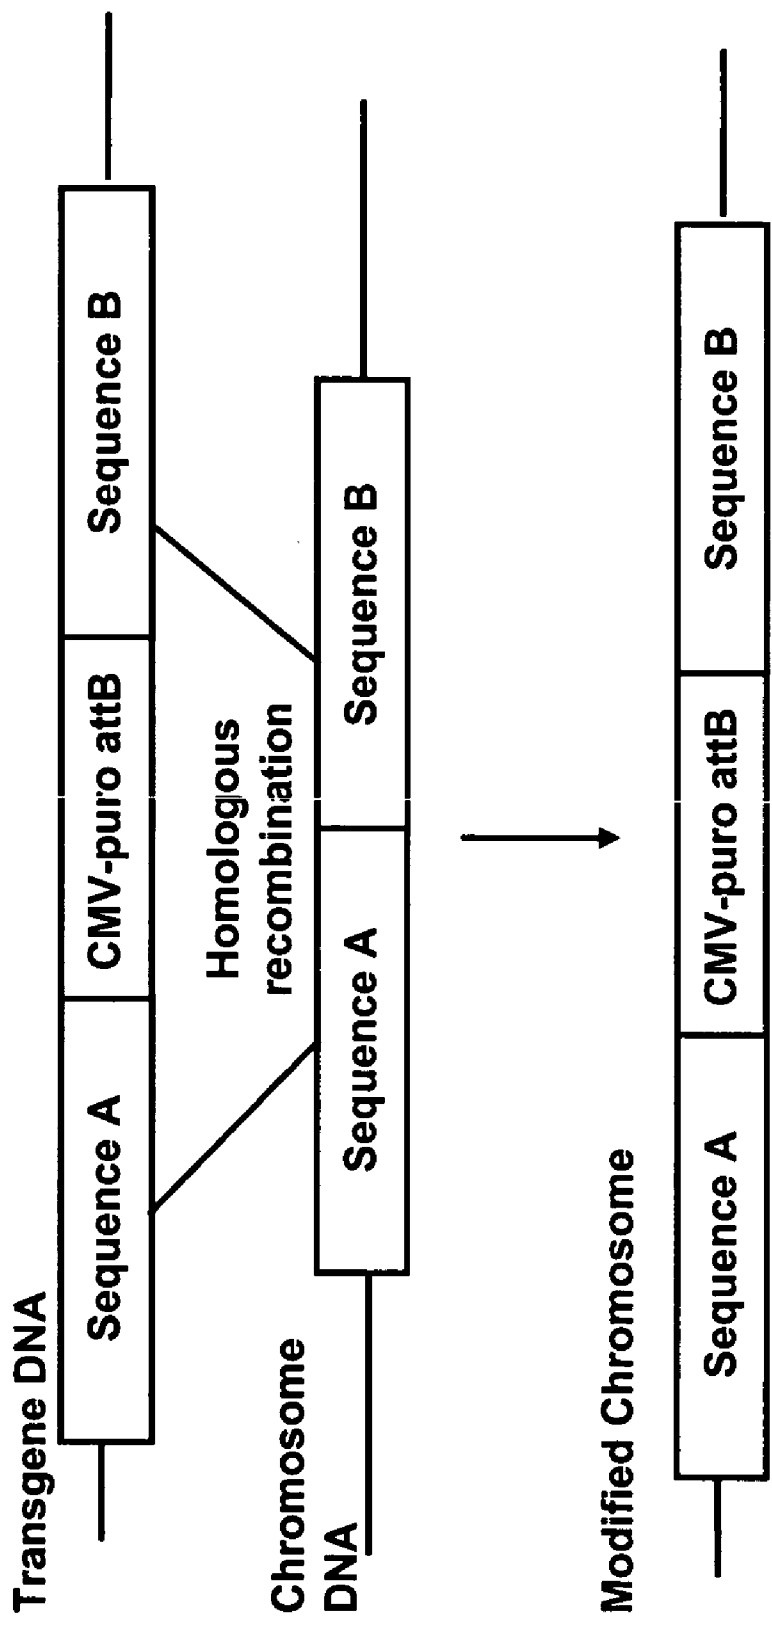 Transgene DNA
Sequence A
CMV-puro attB
Sequence B
Homologous
recombination
Chromosome
DNA
Sequence A
Sequence B
Modified Chromosome
Sequence A
CMV-puro attB
Sequence B